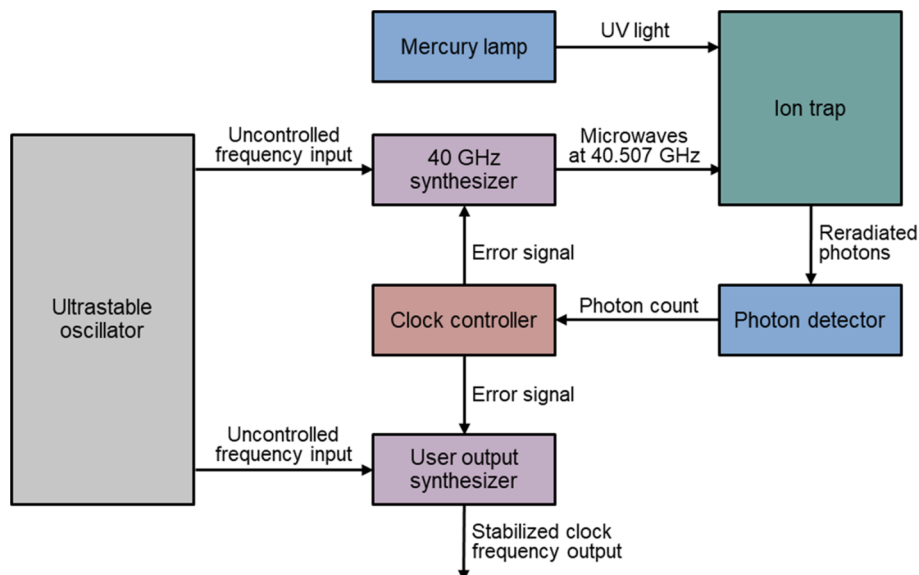 Mercury lamp
UV light
Ion trap
Uncontrolled
frequency input
40 GHz
synthesizer
Microwaves
at 40.507 GHz
Error signal
Reradiated
photons
Ultrastable
oscillator
Clock controller
Photon count
Photon detector
Error signal
Uncontrolled
frequency input
User output
synthesizer
Stabilized clock
frequency output